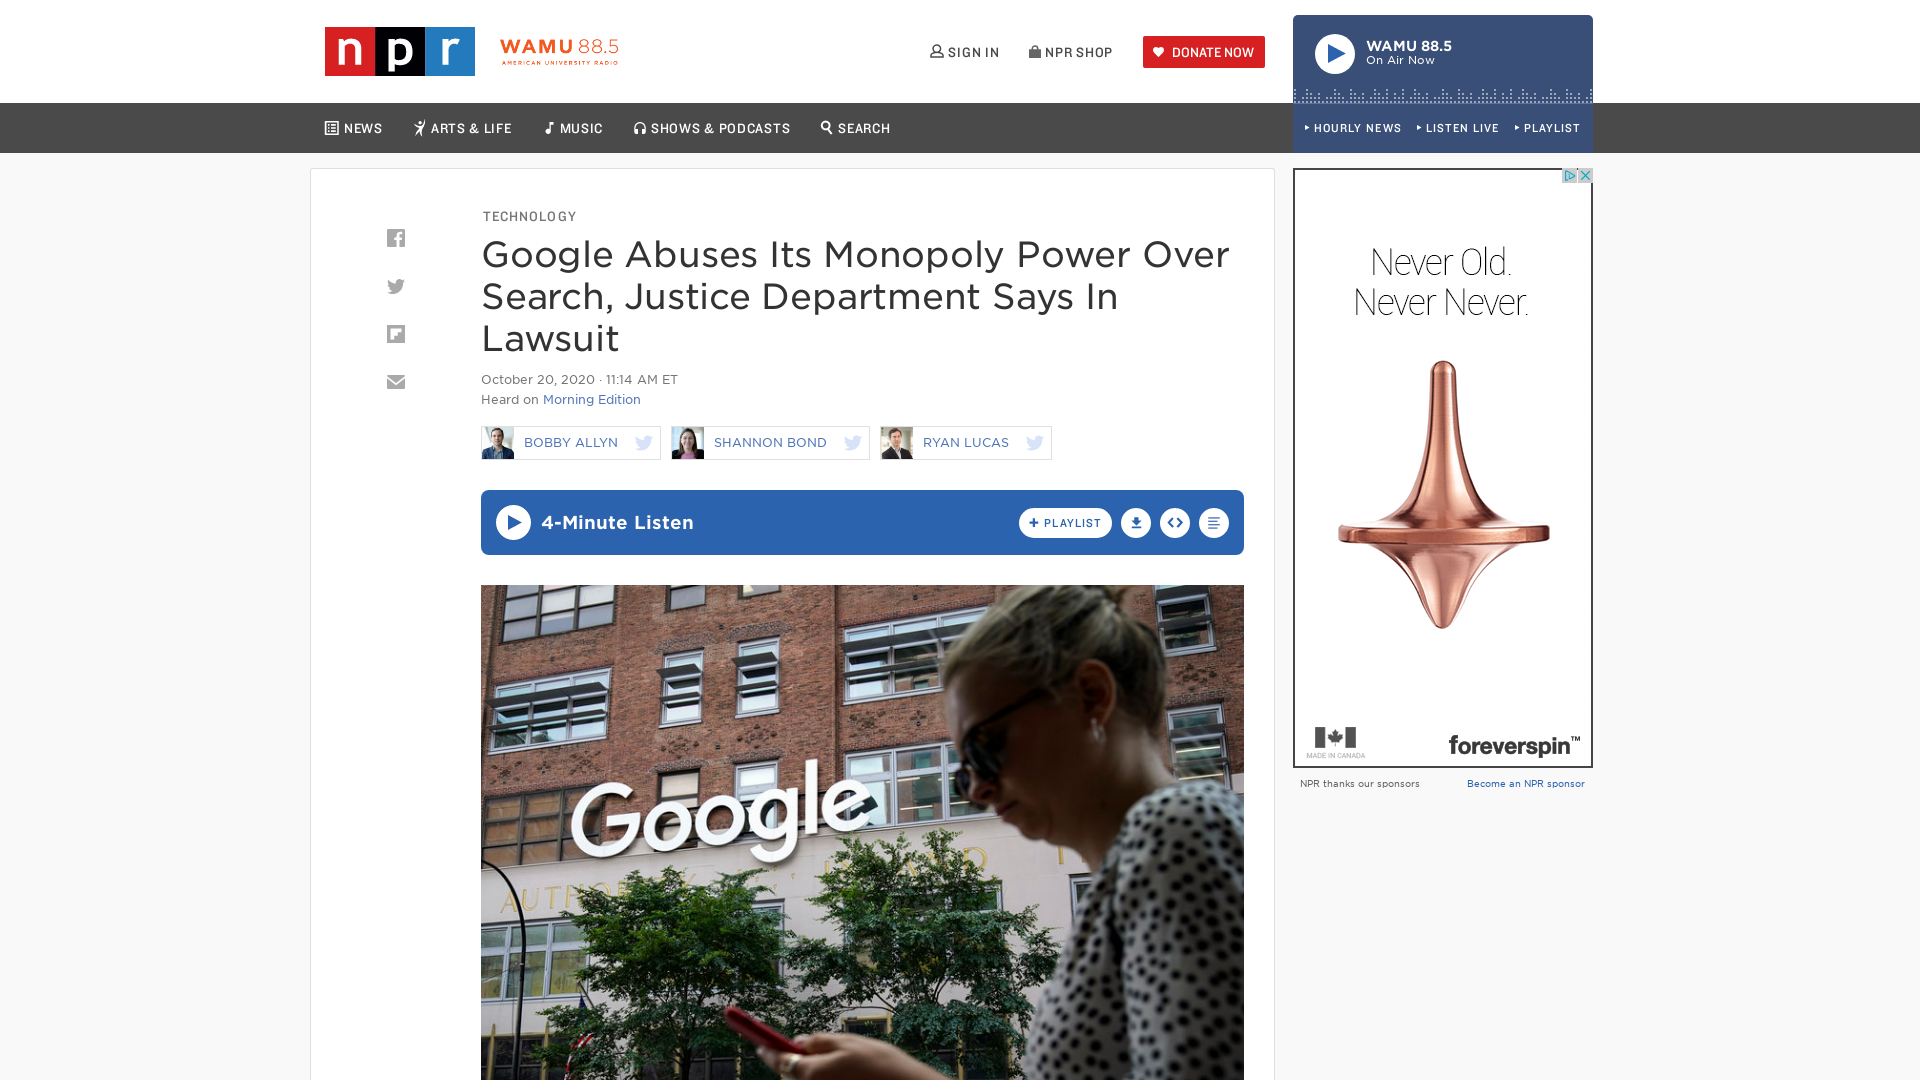 npr
WAMU 88.5
AMERICAN UNIVERSITY RADIO
SIGN IN
NPR SHOP
DONATE NOW
WAMU 88.5
On Air Now
NEWS
ARTS & LIFE
MUSIC
SHOWS & PODCASTS
SEARCH
HOURLY NEWS
LISTEN LIVE
PLAYLIST
TECHNOLOGY
Google Abuses Its Monopoly Power Over
Search, Justice Department Says In
Lawsuit
October 20, 2020 · 11:14 AM ET
Heard on Morning Edition
BOBBY ALLYN
SHANNON BOND
RYAN LUCAS
4-Minute Listen
+ PLAYLIST
Google
Never Old.
Never Never.
MADE IN CANADA
foreverspin™
NPR thanks our sponsors
Become an NPR sponsor